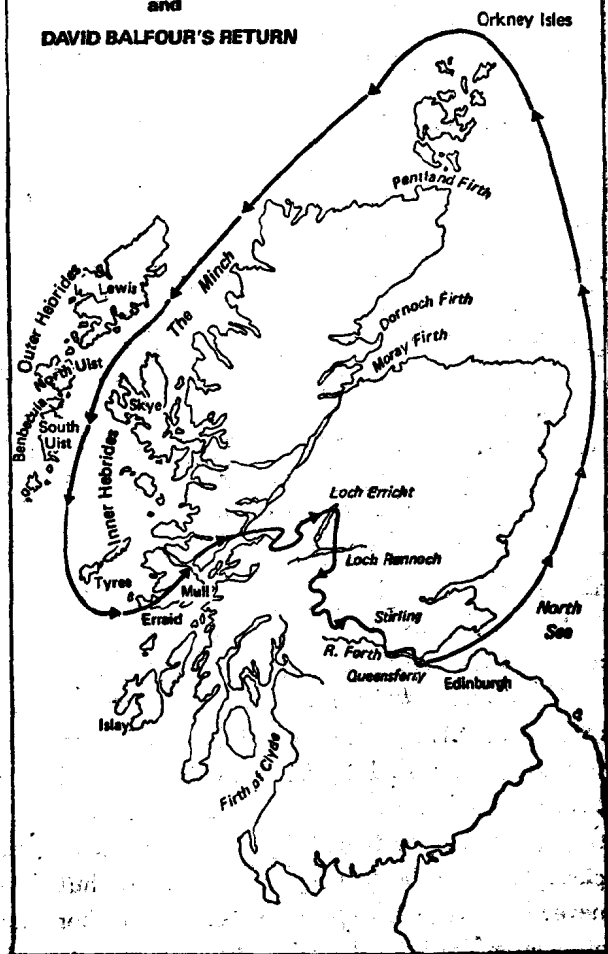 and
DAVID BALFOUR'S RETURN
Orkney Isles
Pentland Firth
The Minch
Outer Hebrides
Lewis
Dornoch Firth
Moray Firth
North Uist
Benbecula
Skye
South
Uist
Inner Hebrides
Loch Erricht
Loch Rannoch
Tyree
Mull
Erraid
Stirling
North
Sea
R. Forth
Queensferry
Edinburgh
Islay
Firth of Clyde